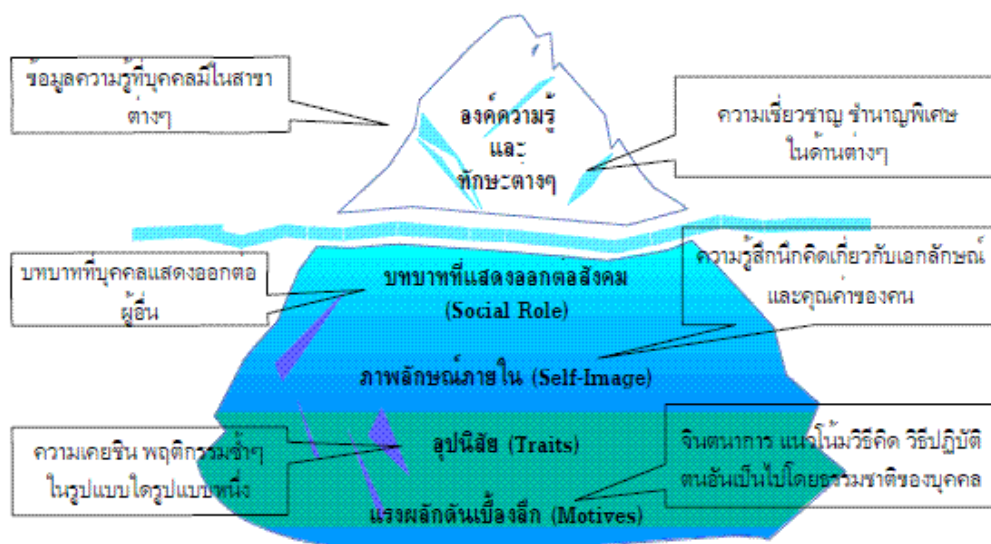 ข้อมูลความรู้ที่บุคคลมีในสาขา
ต่างๆ
องค์ความรู้
และ
ทักษะต่างๆ
ความเชี่ยวชาญ ชำนาญพิเศษ
ในด้านต่างๆ
บทบาทที่บุคคลแสดงออกต่อ
ผู้อื่น
บทบาทที่แสดงออกต่อสังคม
(Social Role)
ความรู้สึกนึกคิดเกี่ยวกับเอกลักษณ์
และคุณค่าของคน
ภาพลักษณ์ภายใน (Self-Image)
ความเคยชิน พฤติกรรมซ้ำๆ
ในรูปแบบใดรูปแบบหนึ่ง
อุปนิสัย (Traits)
จินตนาการ แนวโน้มวิธีคิด วิธีปฏิบัติ
ตนอันเป็นไปโดยธรรมชาติของบุคคล
แรงผลักดันเบื้องลึก (Motives)